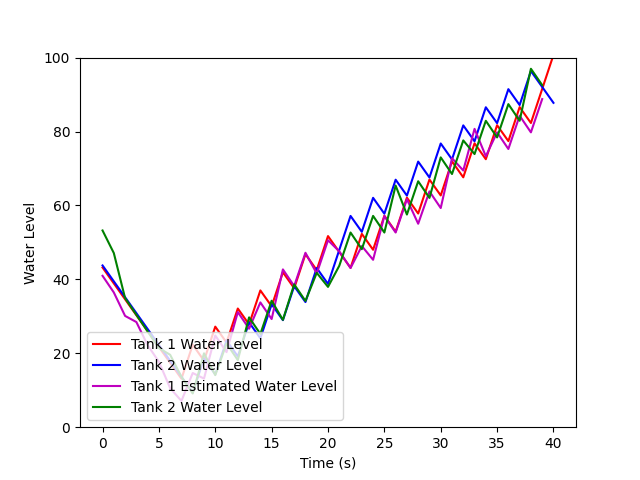 100
80
60
40
20
0
Water Level
Tank 1 Water Level
Tank 2 Water Level
Tank 1 Estimated Water Level
Tank 2 Water Level
0 5 10 15 20 25 30 35 40
Time (s)